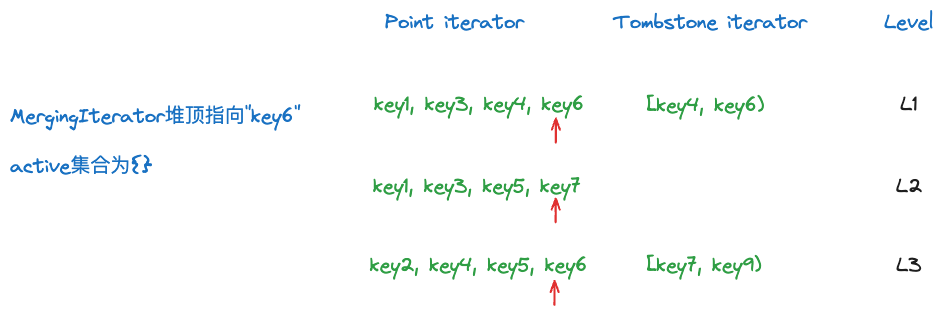 Point iterator Tombstone iterator Level
MergingIterator堆顶指向"key6" key1, key3, key4, key6 [key4, key6) L1
active集合为{}
key1, key3, key5, key7 L2
key2, key4, key5, key6 [key7, key9) L3